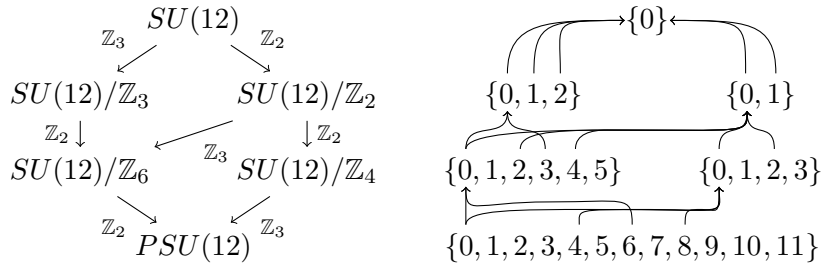 SU(12) {0}
ℤ₃ ℤ₂
SU(12)/ℤ₃ SU(12)/ℤ₂ {0, 1, 2} {0, 1}
ℤ₂ ℤ₃ ℤ₂
SU(12)/ℤ₆ SU(12)/ℤ₄ {0, 1, 2, 3, 4, 5} {0, 1, 2, 3}
ℤ₂ ℤ₃
PSU(12) {0, 1, 2, 3, 4, 5, 6, 7, 8, 9, 10, 11}